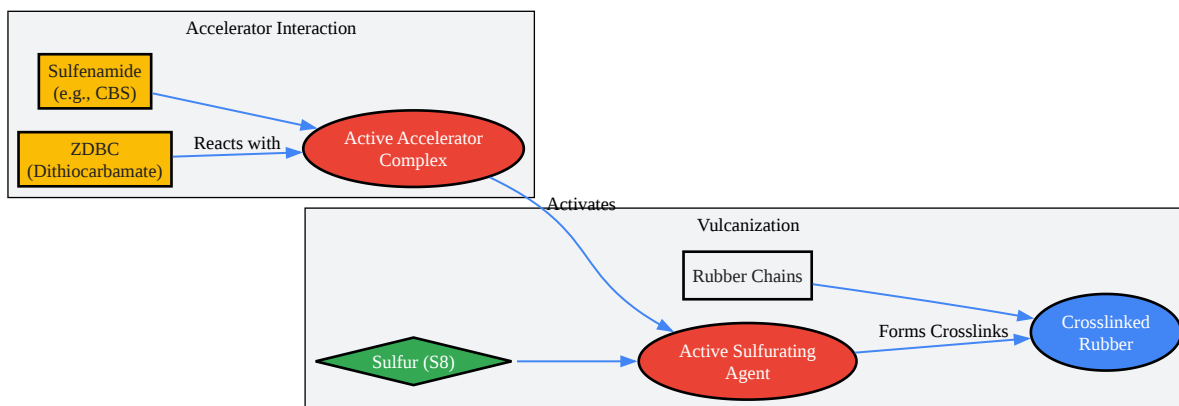 Accelerator Interaction
Sulfenamide
(e.g., CBS)
ZDBC
(Dithiocarbamate)
Reacts with
Active Accelerator
Complex
Activates
Vulcanization
Rubber Chains
Sulfur (S8)
Active Sulfurating
Agent
Forms Crosslinks
Crosslinked
Rubber